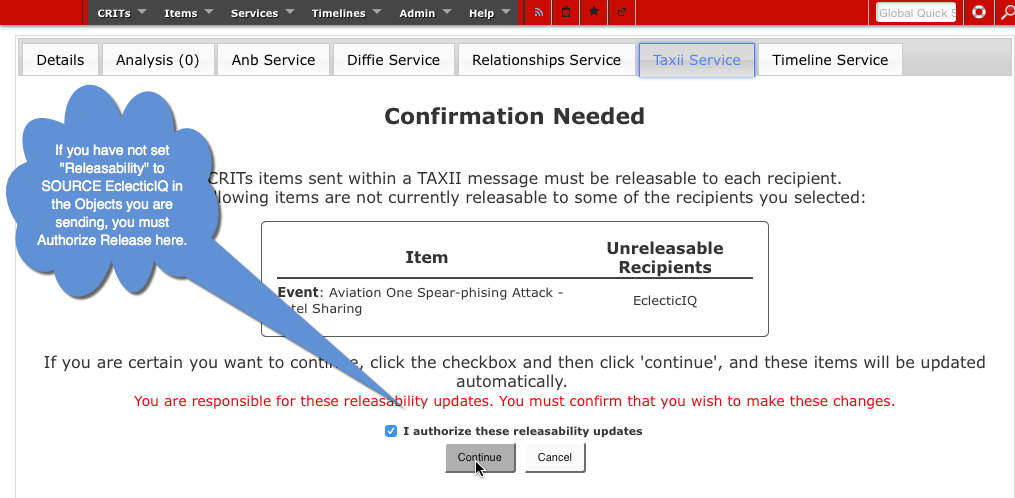 CRITs Items Services Timelines Admin Help Global Quick S
Details Analysis (0) Anb Service Diffie Service Relationships Service Taxii Service Timeline Service
Confirmation Needed
If you have not set
"Releasability" to
SOURCE EclecticIQ in
the Objects you are
sending, you must
Authorize Release here.
CRITs items sent within a TAXII message must be releasable to each recipient.
lowing items are not currently releasable to some of the recipients you selected:
Item Unreleasable
Recipients
Event: Aviation One Spear-phising Attack -
tel Sharing
EclecticIQ
If you are certain you want to continue, click the checkbox and then click 'continue', and these items will be updated
automatically.
You are responsible for these releasability updates. You must confirm that you wish to make these changes.
I authorize these releasability updates
Continue Cancel